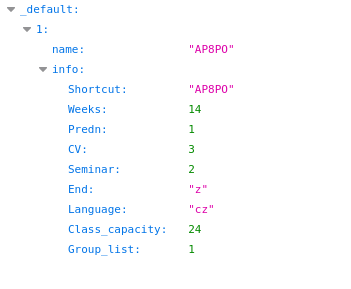 _default:
1:
name: "AP8PO"
info:
Shortcut: "AP8PO"
Weeks: 14
Predn: 1
CV: 3
Seminar: 2
End: "z"
Language: "cz"
Class_capacity: 24
Group_list: 1